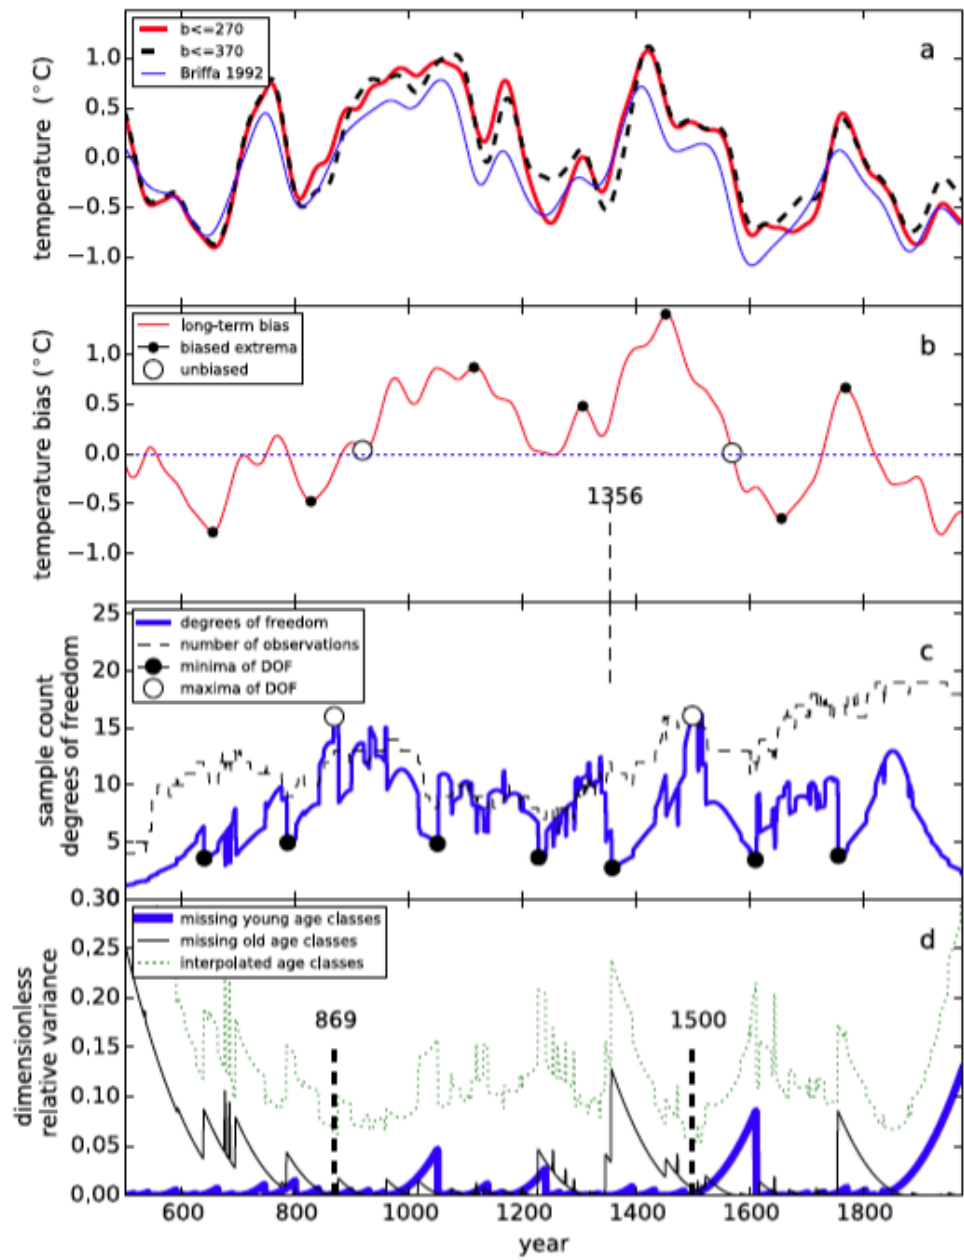 b<=270
b<=370
Briffa 1992
a
1.0
0.5
0.0
−0.5
−1.0
temperature (°C)
long-term bias
biased extrema
unbiased
b
1.0
0.5
0.0
−0.5
−1.0
temperature bias (°C)
1356
25
20
15
10
5
0
degrees of freedom
number of observations
minima of DOF
maxima of DOF
c
sample count
degrees of freedom
0.30
0.25
0.20
0.15
0.10
0.05
0.00
missing young age classes
missing old age classes
interpolated age classes
d
869
1500
dimensionless
relative variance
600 800 1000 1200 1400 1600 1800
year